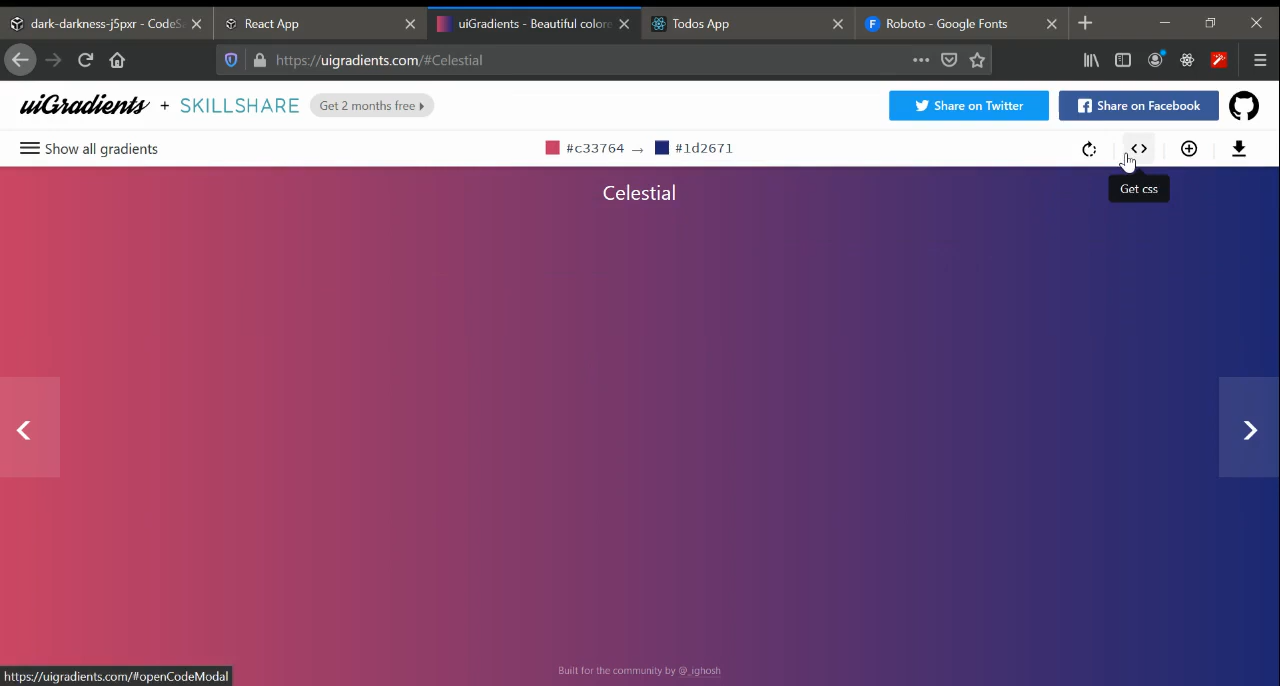 dark-darkness-j5pxr - CodeS
React App
uiGradients - Beautiful colore
Todos App
F Roboto - Google Fonts
https://uigradients.com/#Celestial
uiGradients + SKILLSHARE Get 2 months free
Share on Twitter
Share on Facebook
Show all gradients
#c33764 → #1d2671
Get css
Celestial
Built for the community by @_ighosh
https://uigradients.com/#openCodeModal